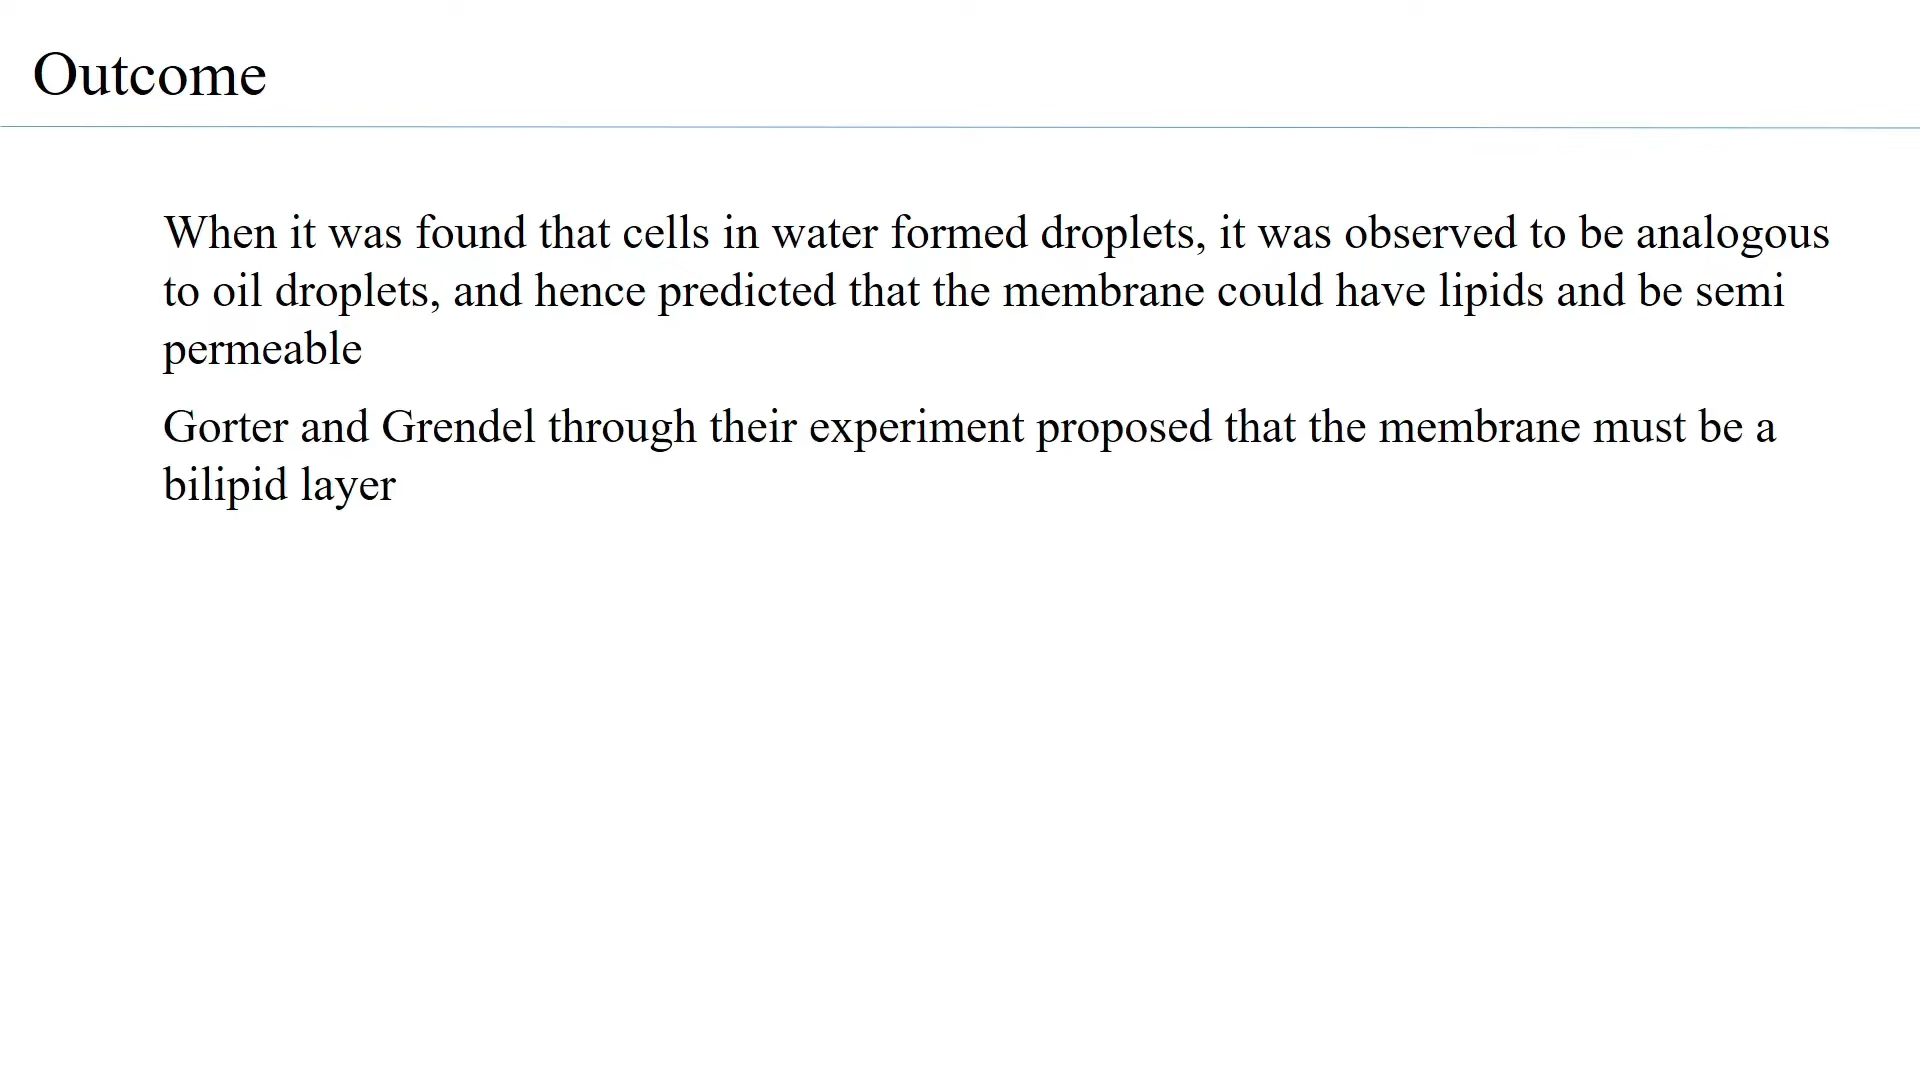 Outcome
When it was found that cells in water formed droplets, it was observed to be analogous
to oil droplets, and hence predicted that the membrane could have lipids and be semi
permeable
Gorter and Grendel through their experiment proposed that the membrane must be a
bilipid layer